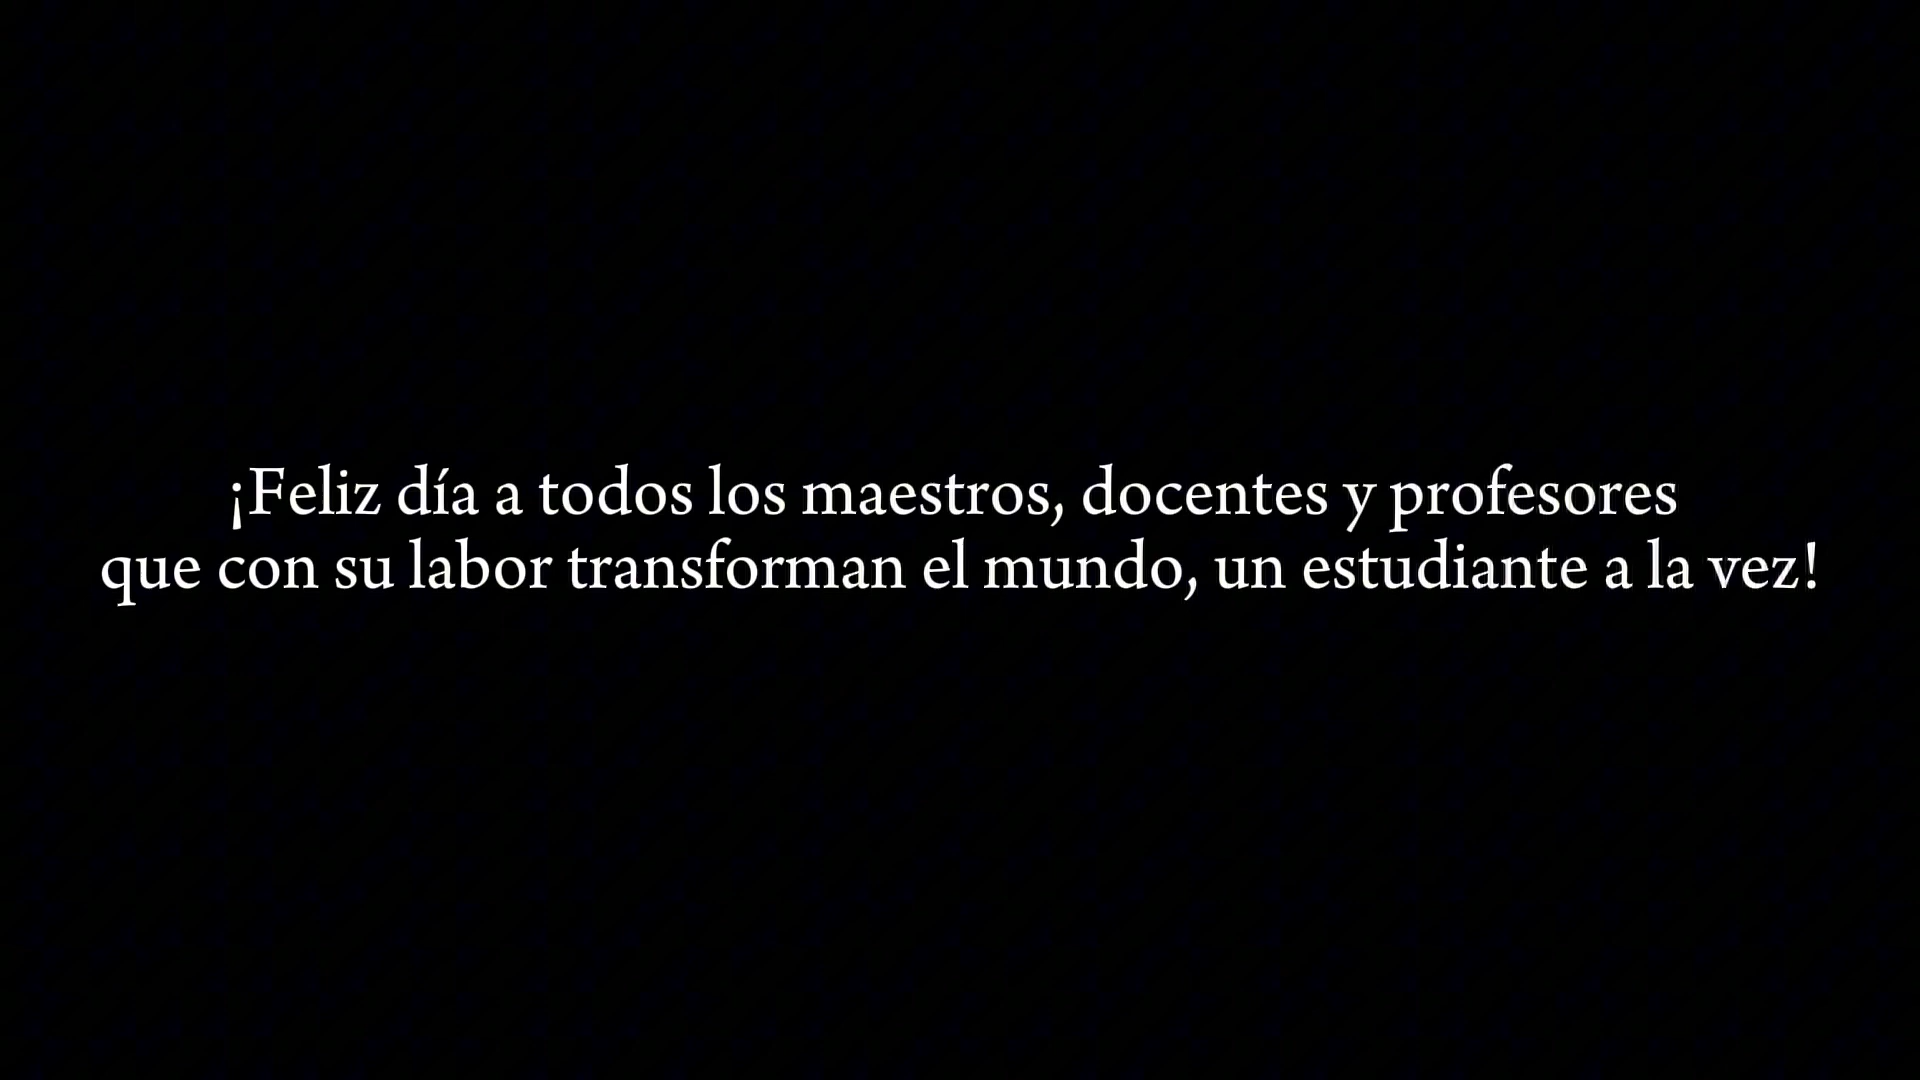 ¡Feliz día a todos los maestros, docentes y profesores
que con su labor transforman el mundo, un estudiante a la vez!